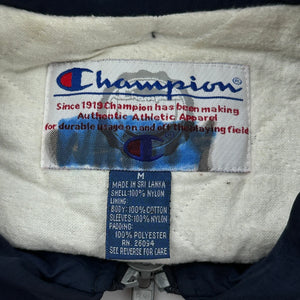 Champion®
Since 1919 Champion has been making
Authentic Athletic Apparel
for durable usage on and off the playing field.
M
MADE IN SRI LANKA
SHELL: 100% NYLON
LINING
BODY: 100% COTTON
SLEEVES: 100% NYLON
PADDING:
100% POLYESTER
RN. 26094
SEE REVERSE FOR CARE